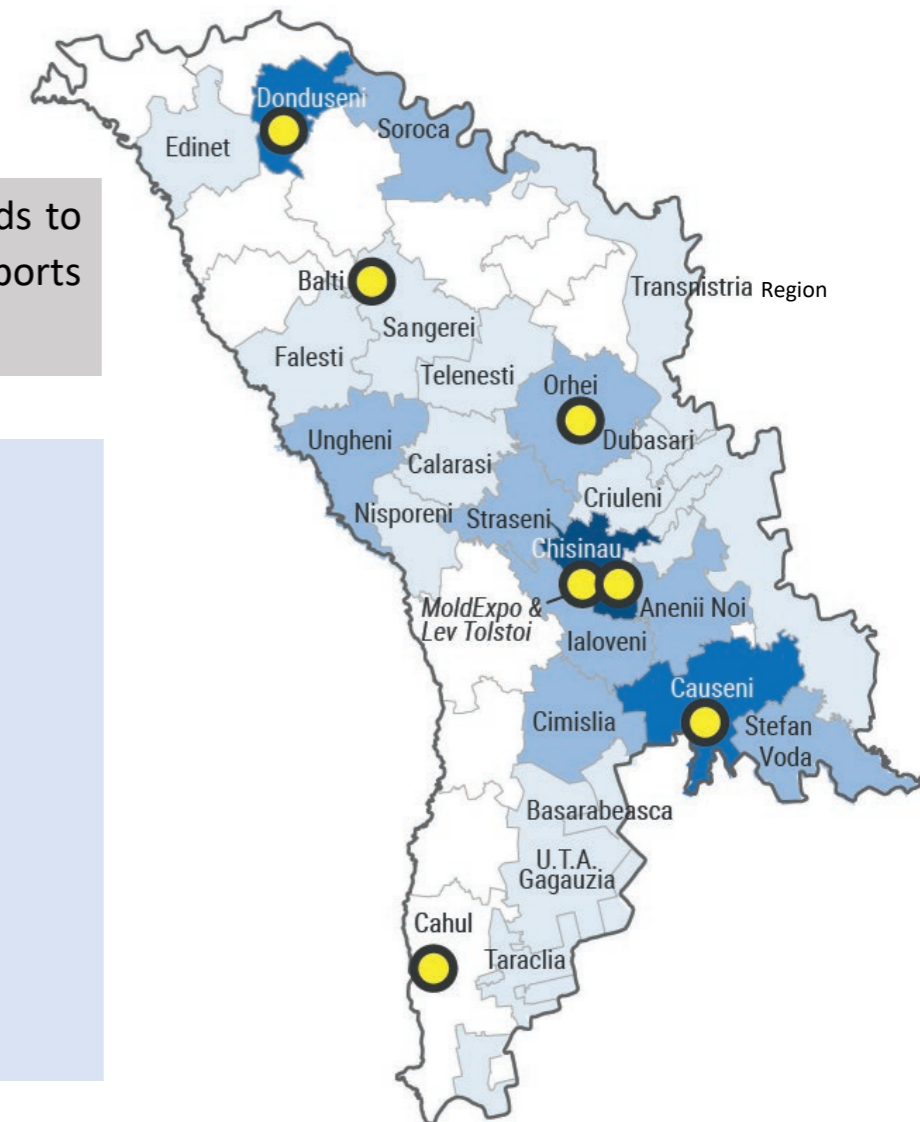 Donduseni
Soroca
Edinet
ds to
ports
Balti
Transnistria Region
Sangerei
Falesti
Telenesti
Orhei
Ungheni
Dubasari
Calarasi
Criuleni
Nisporeni
Straseni
Chisinau
MoldExpo &
Lev Tolstoi
Anenii Noi
Ialoveni
Causeni
Cimislia
Stefan
Voda
Basarabeasca
U.T.A.
Gagauzia
Cahul
Taraclia